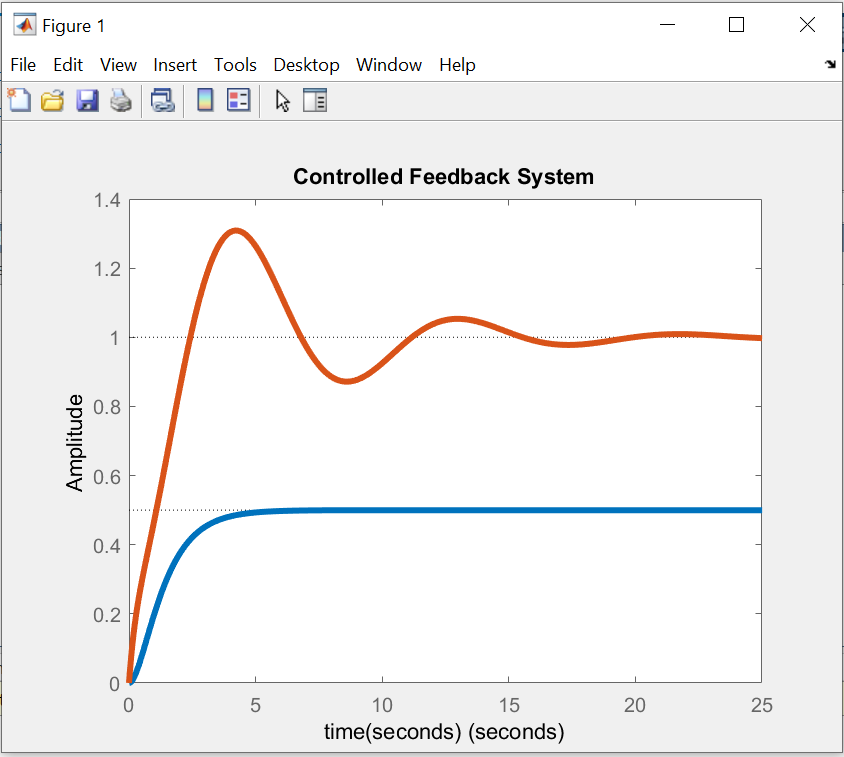 Figure 1
File Edit View Insert Tools Desktop Window Help
Controlled Feedback System
1.4
1.2
1
0.8
0.6
0.4
0.2
0
Amplitude
0 5 10 15 20 25
time(seconds) (seconds)